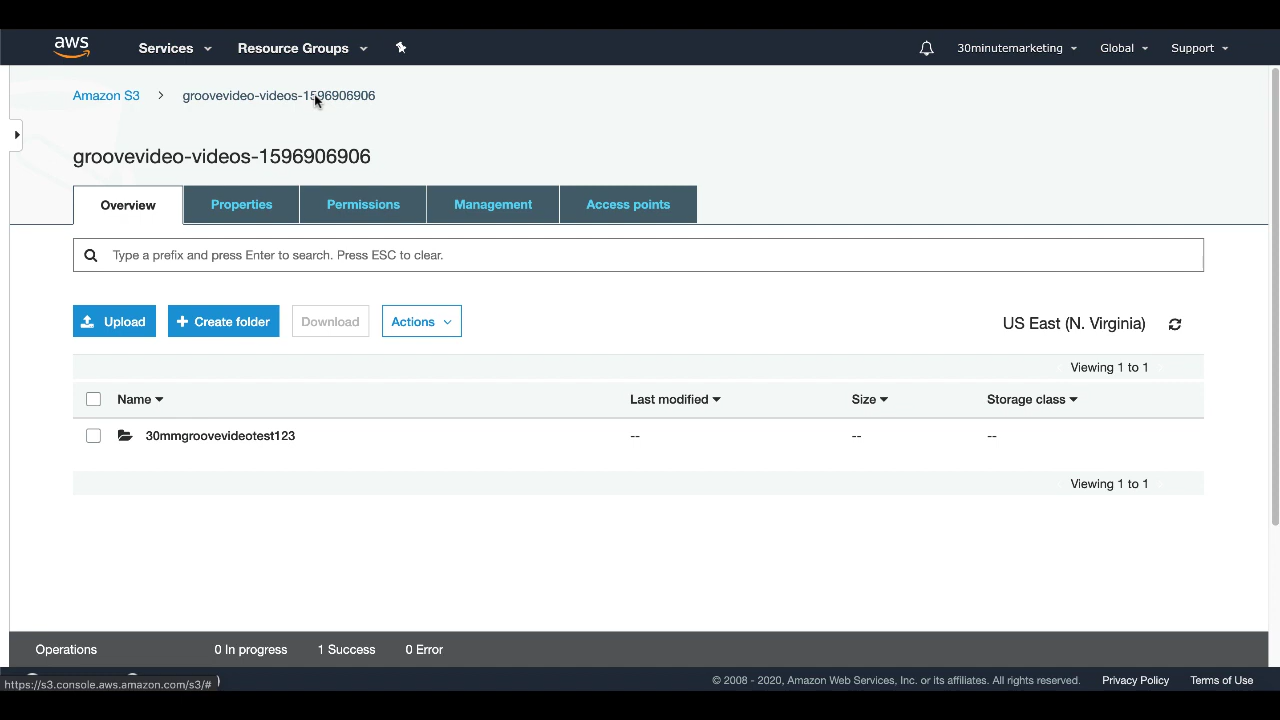 aws Services Resource Groups 30minutemarketing Global Support
Amazon S3 > groovevideo-videos-1596906906
groovevideo-videos-1596906906
Overview Properties Permissions Management Access points
Type a prefix and press Enter to search. Press ESC to clear.
Upload + Create folder Download Actions US East (N. Virginia)
Viewing 1 to 1
Name Last modified Size Storage class
30mmgroovevideotest123 -- -- --
Viewing 1 to 1
Operations 0 In progress 1 Success 0 Error
https://s3.console.aws.amazon.com/s3/# © 2008 - 2020, Amazon Web Services, Inc. or its affiliates. All rights reserved. Privacy Policy Terms of Use